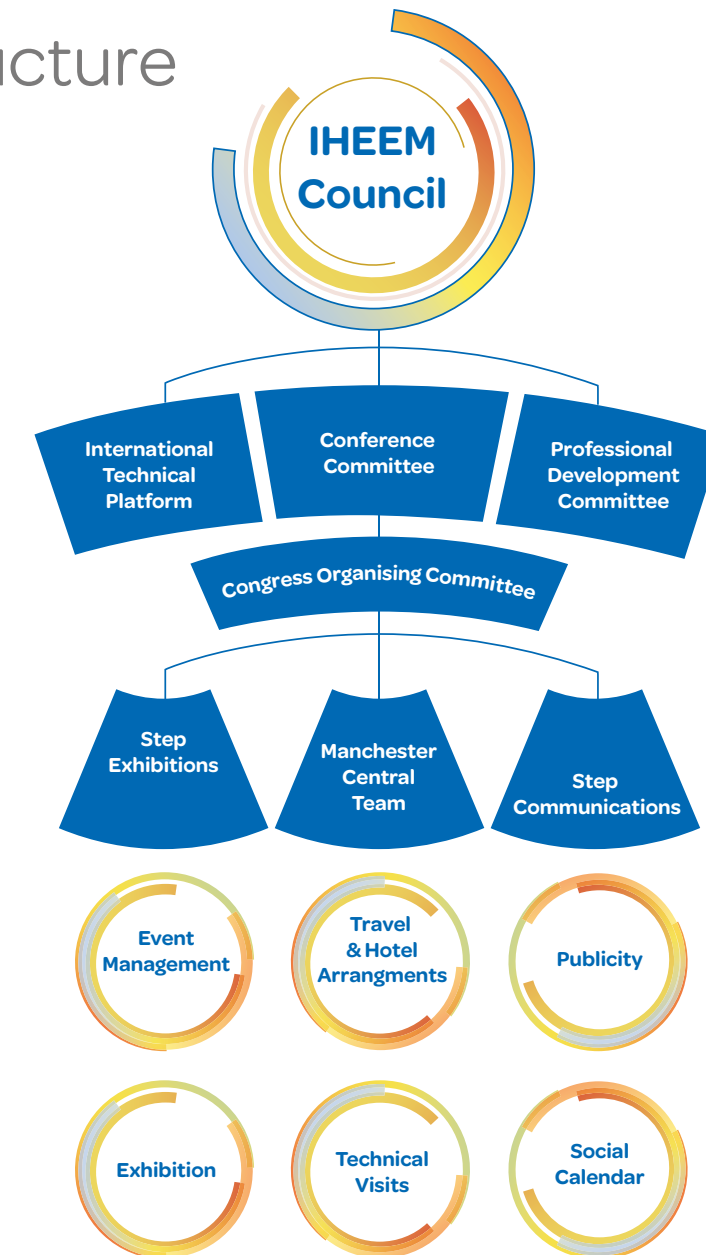 ucture
IHEEM
Council
International
Technical
Platform
Conference
Committee
Professional
Development
Committee
Congress Organising Committee
Step
Exhibitions
Manchester
Central
Team
Step
Communications
Event
Management
Travel
& Hotel
Arrangments
Publicity
Exhibition
Technical
Visits
Social
Calendar